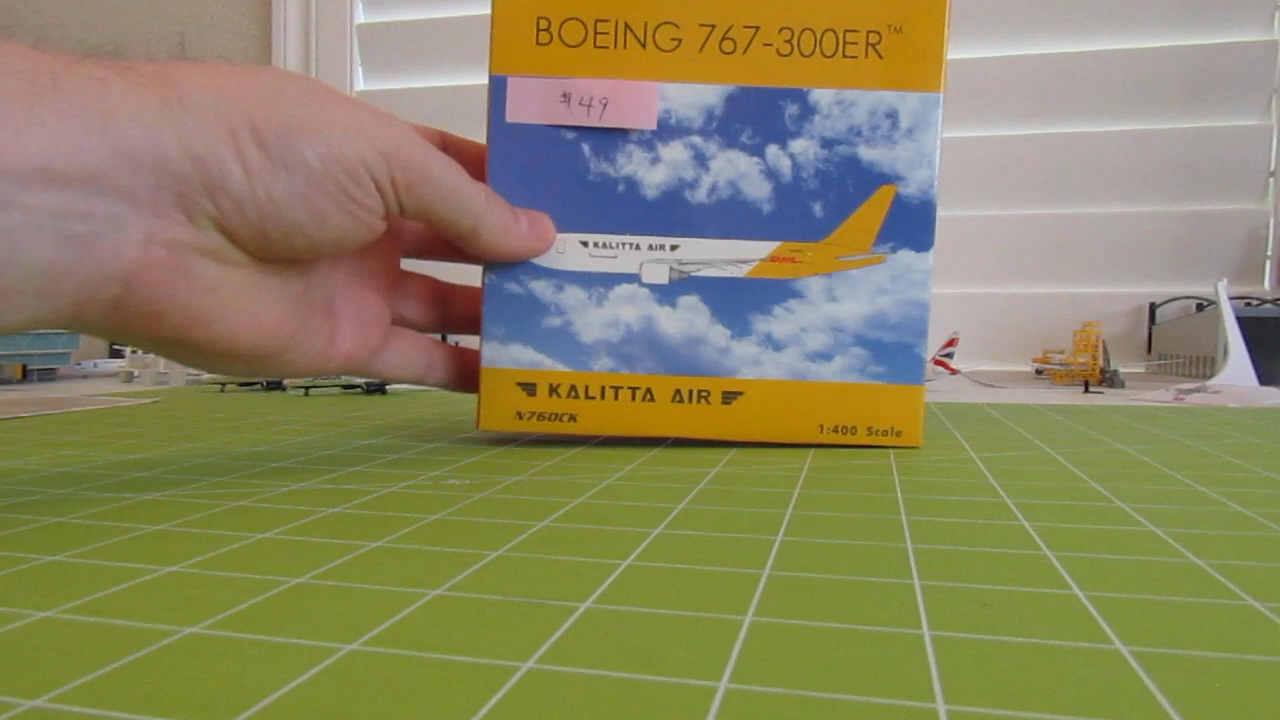 BOEING 767-300ER™
$49
KALITTA AIR
DHL
KALITTA AIR
N760CK
1:400 Scale